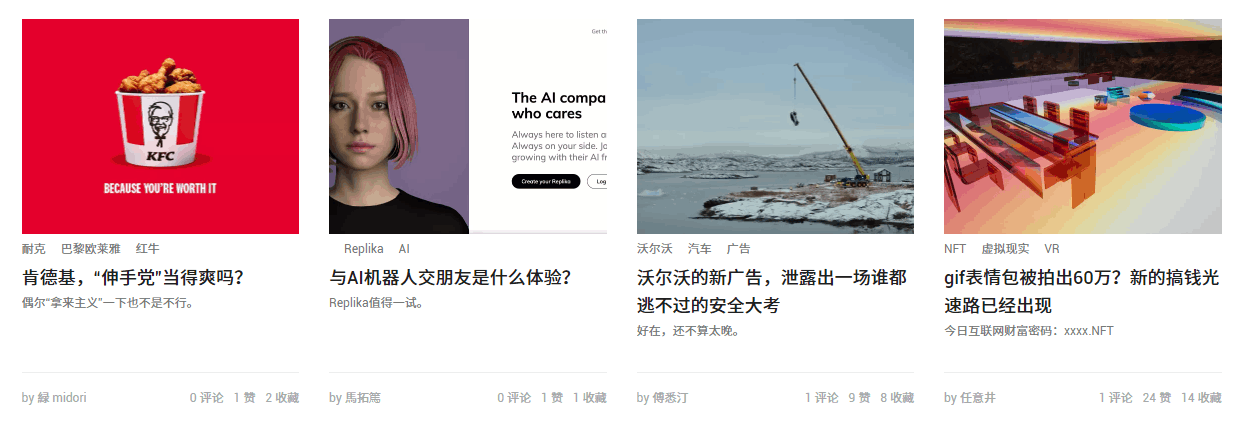 KFC
BECAUSE YOU'RE WORTH IT
耐克 巴黎欧莱雅 红牛
肯德基，“伸手党”当得爽吗？
偶尔“拿来主义”一下也不是不行。
by 緑 midori 0 评论 1 赞 2 收藏
Get th
The AI compa
who cares
Always here to listen a
Always on your side. Jo
growing with their AI fr
Create your Replika Log
Replika AI
与AI机器人交朋友是什么体验？
Replika值得一试。
by 馬拓笽 0 评论 1 赞 1 收藏
沃尔沃 汽车 广告
沃尔沃的新广告，泄露出一场谁都
逃不过的安全大考
好在，还不算太晚。
by 傅悉汀 1 评论 9 赞 8 收藏
NFT 虚拟现实 VR
gif表情包被拍出60万？新的搞钱光
速路已经出现
今日互联网财富密码：xxxx.NFT
by 任意井 1 评论 24 赞 14 收藏